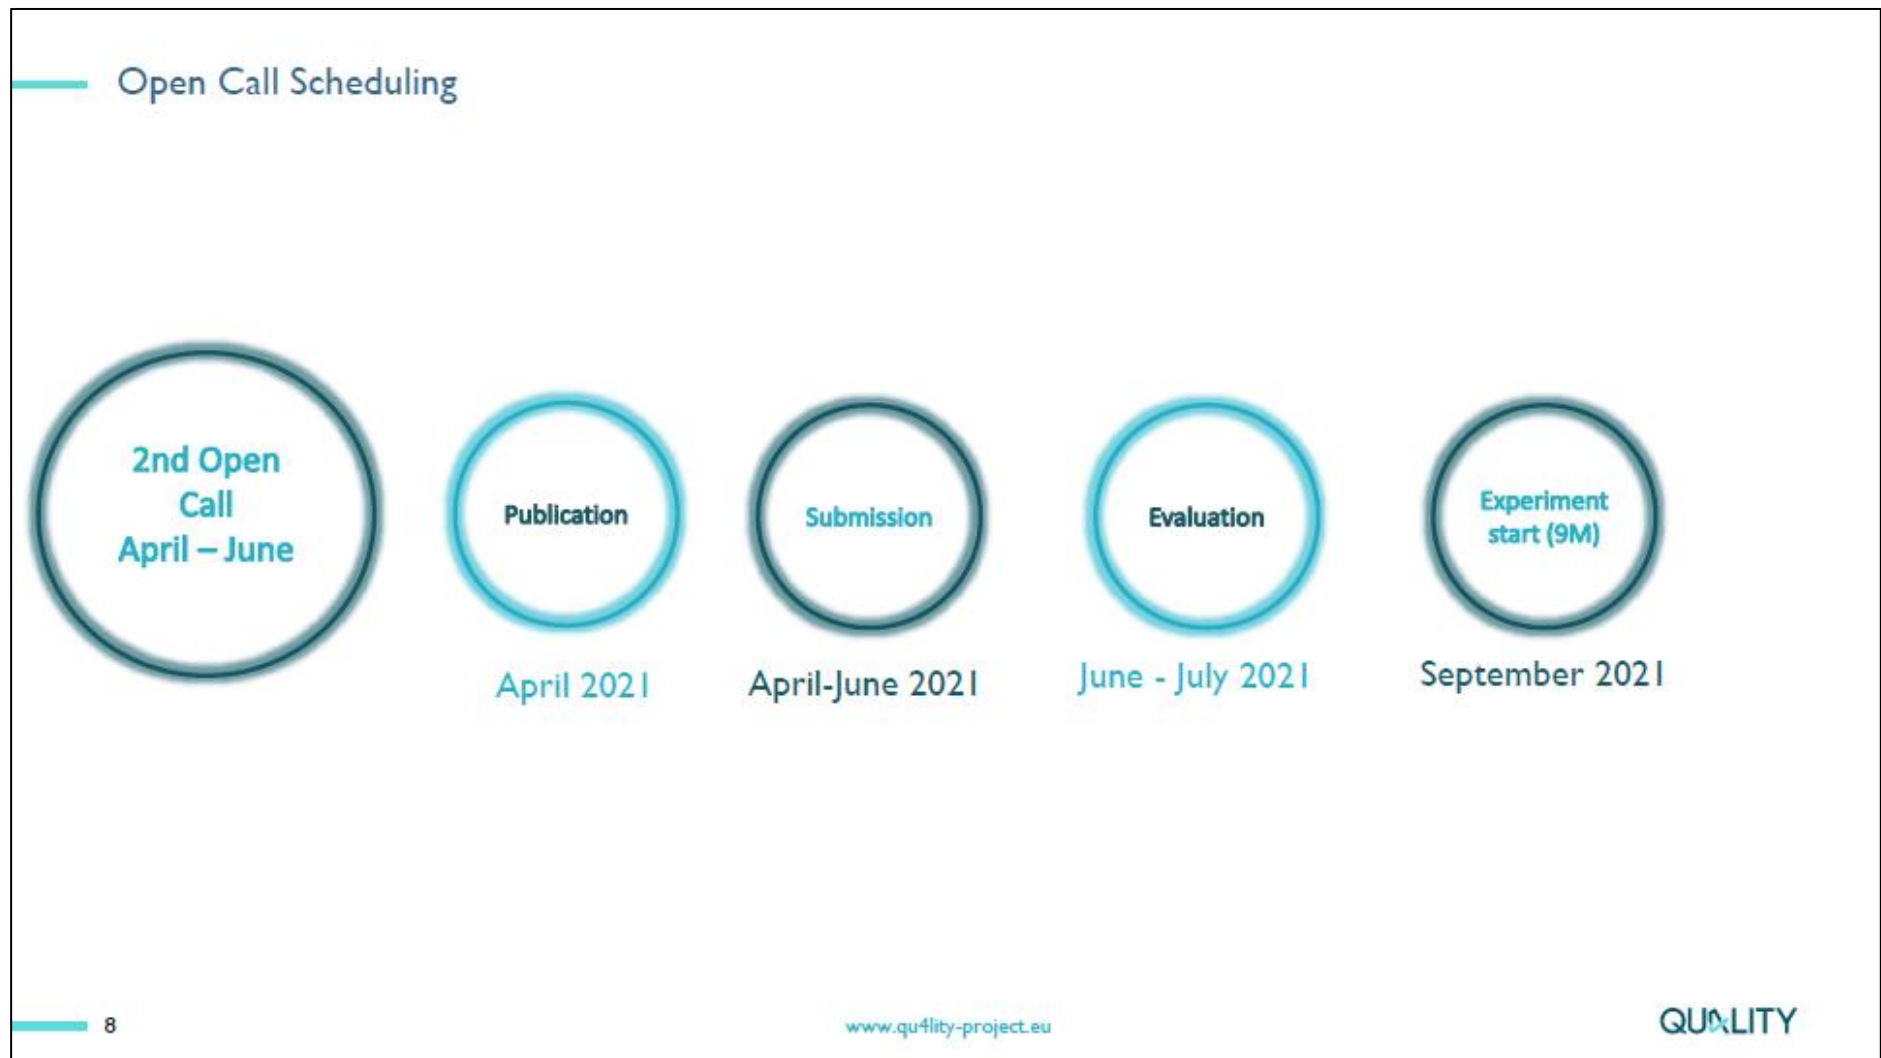 Open Call Scheduling
2nd Open
Call
April – June
Publication
Submission
Evaluation
Experiment
start (9M)
April 2021
April-June 2021
June - July 2021
September 2021
8
www.qu4lity-project.eu
QU4LITY